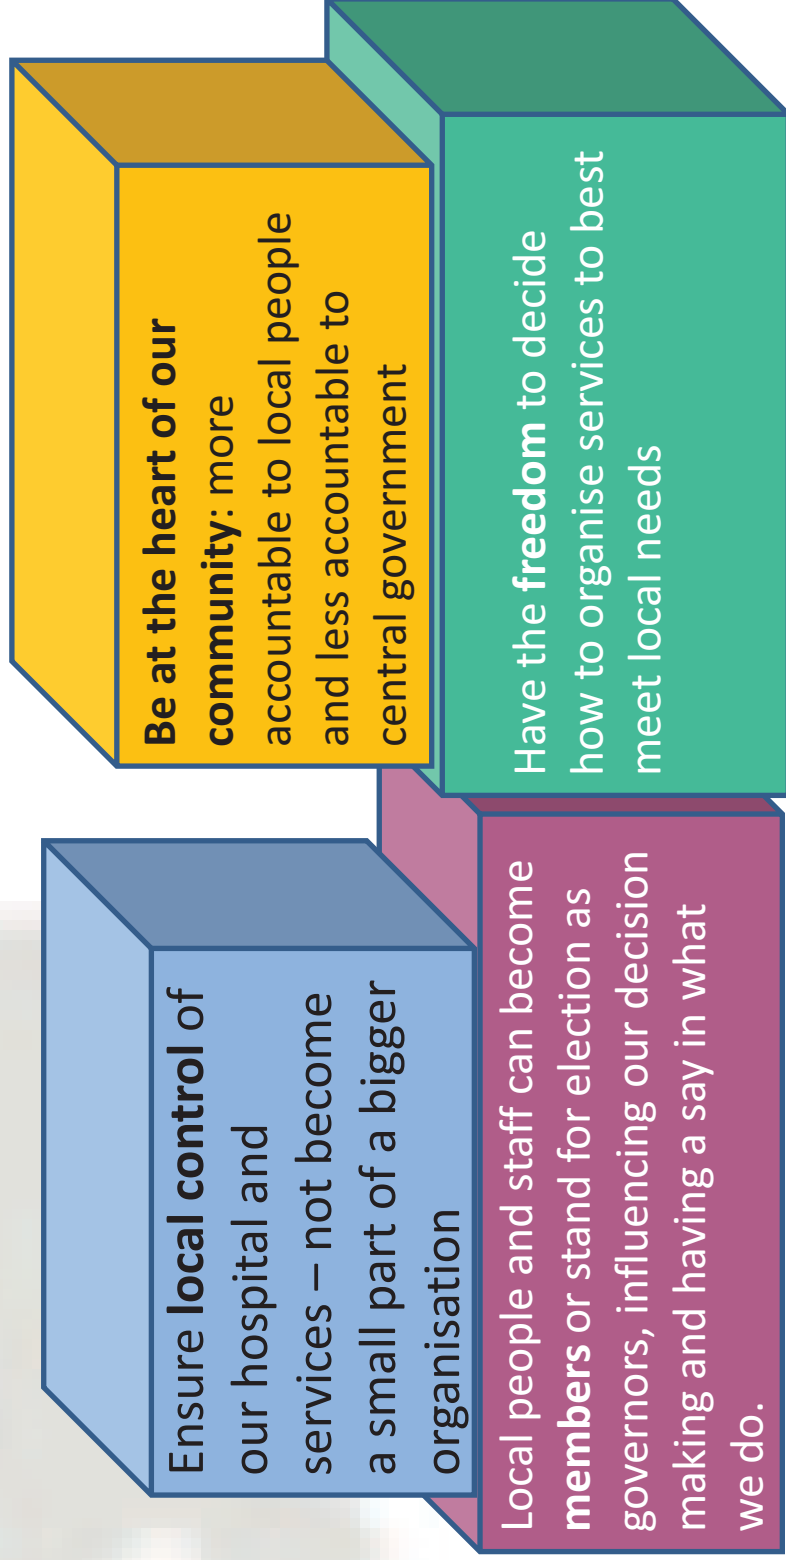 Ensure local control of
our hospital and
services – not become
a small part of a bigger
organisation
Be at the heart of our
community: more
accountable to local people
and less accountable to
central government
Local people and staff can become
members or stand for election as
governors, influencing our decision
making and having a say in what
we do.
Have the freedom to decide
how to organise services to best
meet local needs